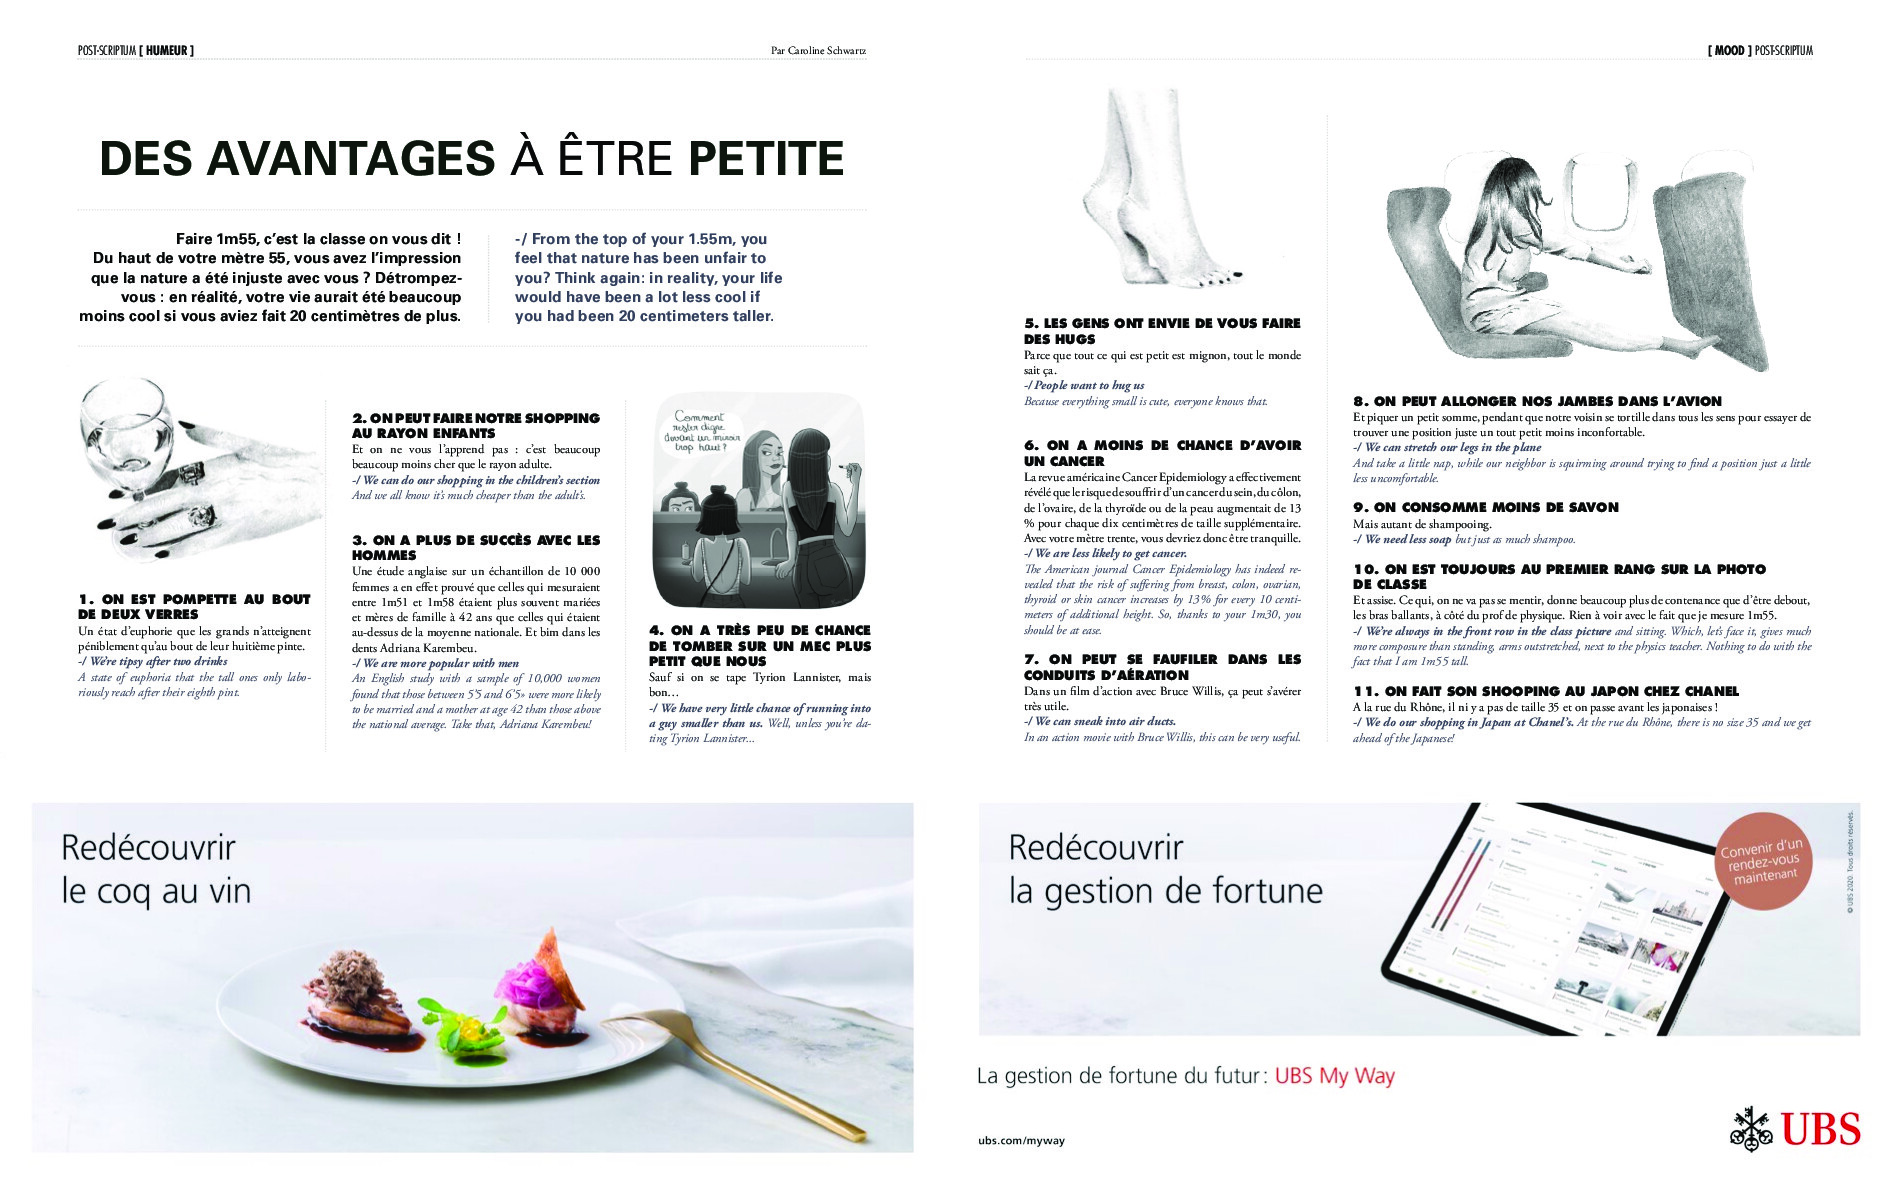 POST-SCRIPTUM [ HUMEUR ]
Par Caroline Schwartz
DES AVANTAGES À ÊTRE PETITE
Faire 1m55, c’est la classe on vous dit !
Du haut de votre mètre 55, vous avez l’impression
que la nature a été injuste avec vous ? Détrompez-
vous : en réalité, votre vie aurait été beaucoup
moins cool si vous aviez fait 20 centimètres de plus.
-/ From the top of your 1.55m, you
feel that nature has been unfair to
you? Think again: in reality, your life
would have been a lot less cool if
you had been 20 centimeters taller.
1. ON EST POMPETTE AU BOUT
DE DEUX VERRES
Un état d’euphorie que les grands n’atteignent
péniblement qu’au bout de leur huitième pinte.
-/ We’re tipsy after two drinks
A state of euphoria that the tall ones only labo-
riously reach after their eighth pint.
2. ON PEUT FAIRE NOTRE SHOPPING
AU RAYON ENFANTS
Et on ne vous l’apprend pas : c’est beaucoup
beaucoup moins cher que le rayon adulte.
-/ We can do our shopping in the children’s section
And we all know it’s much cheaper than the adult’s.
3. ON A PLUS DE SUCCÈS AVEC LES
HOMMES
Une étude anglaise sur un échantillon de 10 000
femmes a en effet prouvé que celles qui mesuraient
entre 1m51 et 1m58 étaient plus souvent mariées
et mères de famille à 42 ans que celles qui étaient
au-dessus de la moyenne nationale. Et bim dans les
dents Adriana Karembeu.
-/ We are more popular with men
An English study with a sample of 10,000 women
found that those between 5’5 and 6’5» were more likely
to be married and a mother at age 42 than those above
the national average. Take that, Adriana Karembeu!
Comment
rester digne
devant un miroir
trop haut ?
4. ON A TRÈS PEU DE CHANCE
DE TOMBER SUR UN MEC PLUS
PETIT QUE NOUS
Sauf si on se tape Tyrion Lannister, mais
bon…
-/ We have very little chance of running into
a guy smaller than us. Well, unless you’re da-
ting Tyrion Lannister...
Redécouvrir
le coq au vin
[ MOOD ] POST-SCRIPTUM
5. LES GENS ONT ENVIE DE VOUS FAIRE
DES HUGS
Parce que tout ce qui est petit est mignon, tout le monde
sait ça.
-/ People want to hug us
Because everything small is cute, everyone knows that.
6. ON A MOINS DE CHANCE D’AVOIR
UN CANCER
La revue américaine Cancer Epidemiology a effectivement
révélé que le risque de souffrir d’un cancer du sein, du côlon,
de l’ovaire, de la thyroïde ou de la peau augmentait de 13
% pour chaque dix centimètres de taille supplémentaire.
Avec votre mètre trente, vous devriez donc être tranquille.
-/ We are less likely to get cancer.
The American journal Cancer Epidemiology has indeed re-
vealed that the risk of suffering from breast, colon, ovarian,
thyroid or skin cancer increases by 13% for every 10 centi-
meters of additional height. So, thanks to your 1m30, you
should be at ease.
7. ON PEUT SE FAUFILER DANS LES
CONDUITS D’AÉRATION
Dans un film d’action avec Bruce Willis, ça peut s’avérer
très utile.
-/ We can sneak into air ducts.
In an action movie with Bruce Willis, this can be very useful.
8. ON PEUT ALLONGER NOS JAMBES DANS L’AVION
Et piquer un petit somme, pendant que notre voisin se tortille dans tous les sens pour essayer de
trouver une position juste un tout petit moins inconfortable.
-/ We can stretch our legs in the plane
And take a little nap, while our neighbor is squirming around trying to find a position just a little
less uncomfortable.
9. ON CONSOMME MOINS DE SAVON
Mais autant de shampooing.
-/ We need less soap but just as much shampoo.
10. ON EST TOUJOURS AU PREMIER RANG SUR LA PHOTO
DE CLASSE
Et assise. Ce qui, on ne va pas se mentir, donne beaucoup plus de contenance que d’être debout,
les bras ballants, à côté du prof de physique. Rien à voir avec le fait que je mesure 1m55.
-/ We’re always in the front row in the class picture and sitting. Which, let’s face it, gives much
more composure than standing, arms outstretched, next to the physics teacher. Nothing to do with the
fact that I am 1m55 tall.
11. ON FAIT SON SHOOPING AU JAPON CHEZ CHANEL
A la rue du Rhône, il ni y a pas de taille 35 et on passe avant les japonaises !
-/ We do our shopping in Japan at Chanel’s. At the rue du Rhône, there is no size 35 and we get
ahead of the Japanese!
Redécouvrir
la gestion de fortune
Convenir d’un
rendez-vous
maintenant
© UBS 2020. Tous droits réservés.
La gestion de fortune du futur : UBS My Way
ubs.com/myway
UBS